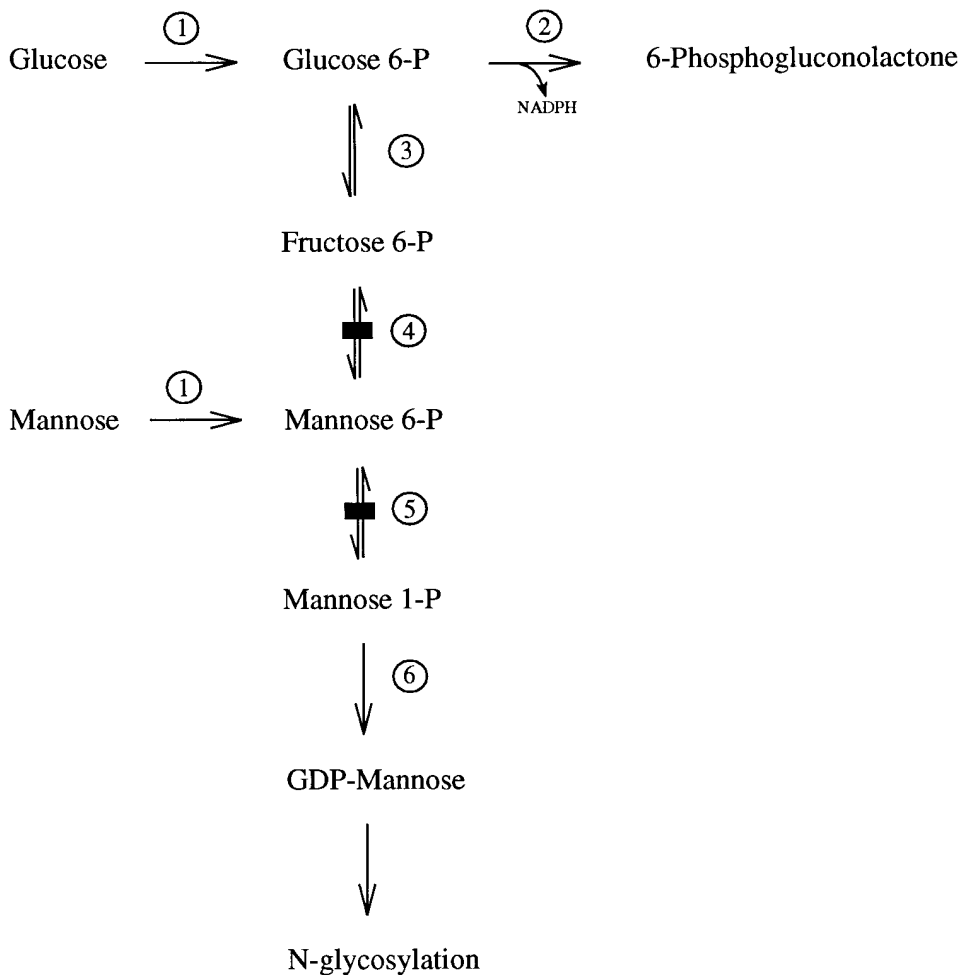 ① ②
Glucose Glucose 6-P 6-Phosphogluconolactone
NADPH
③
Fructose 6-P
④
①
Mannose Mannose 6-P
⑤
Mannose 1-P
⑥
GDP-Mannose
N-glycosylation